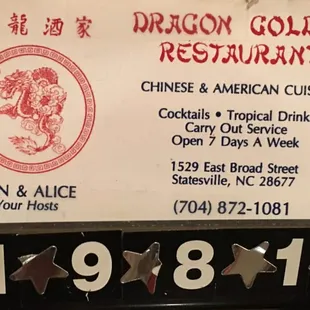 龍酒家
DRAGON GOLD
RESTAURANT
CHINESE & AMERICAN CUIS
Cocktails • Tropical Drink
Carry Out Service
Open 7 Days A Week
1529 East Broad Street
Statesville, NC 28677
(704) 872-1081
N & ALICE
Your Hosts
1★9★8★1